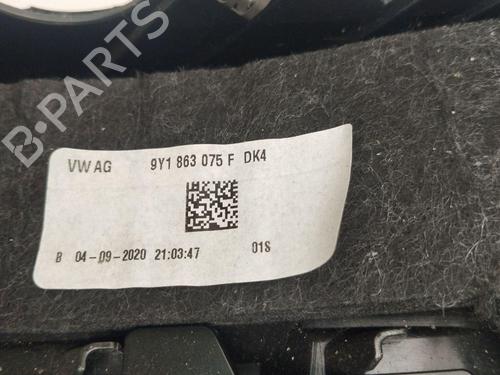 B-PARTS
VW AG 9Y1 863 075 F DK4
B 04-09-2020 21:03:47 01S